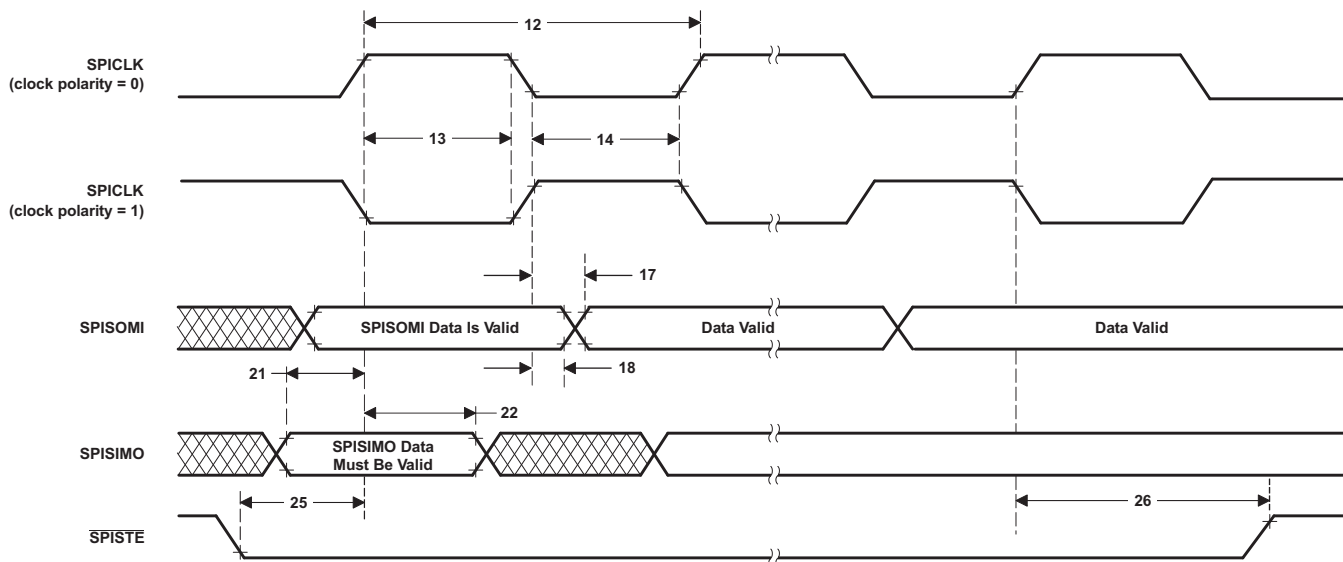 12
SPICLK
(clock polarity = 0)
13
14
SPICLK
(clock polarity = 1)
17
SPISOMI
SPISOMI Data Is Valid
Data Valid
Data Valid
21
18
22
SPISIMO
SPISIMO Data
Must Be Valid
25
26
SPISTE